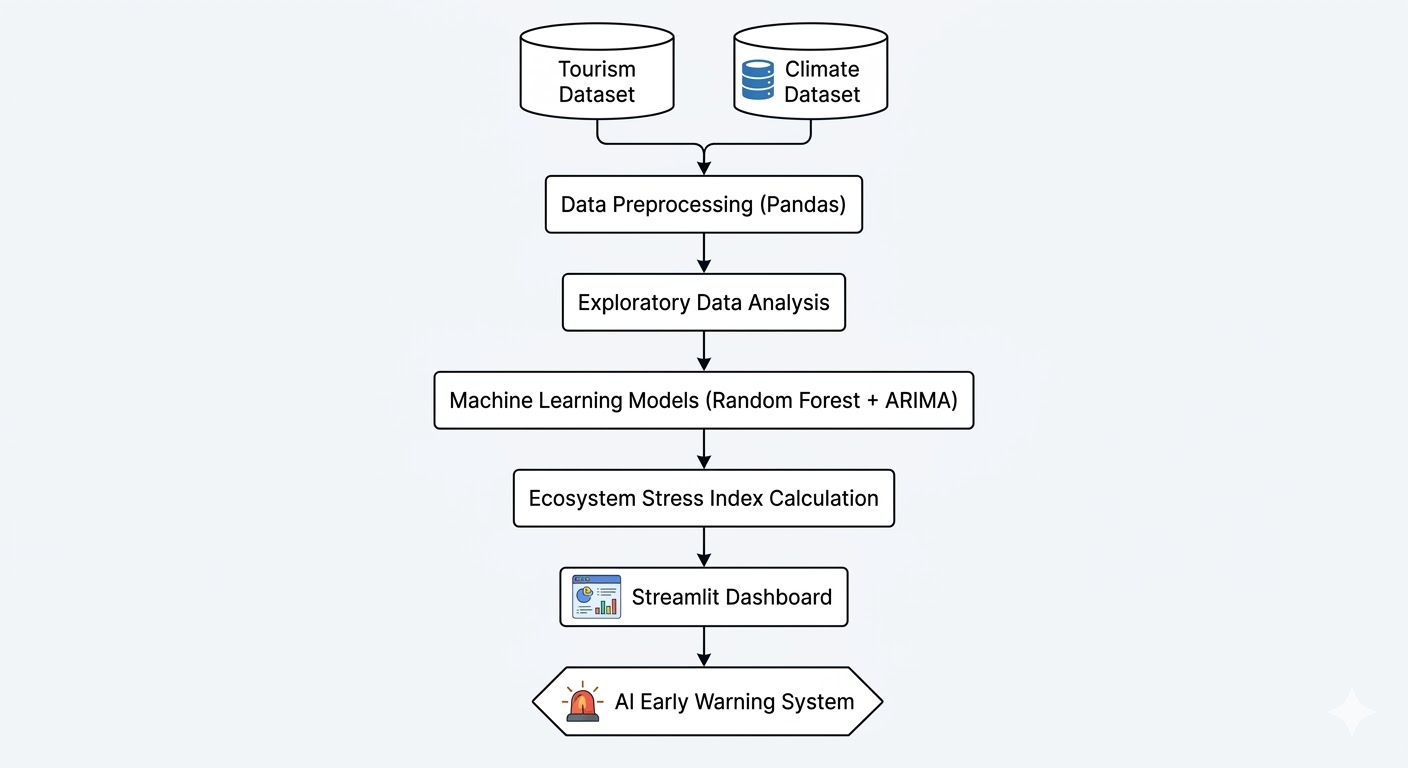 Tourism
Dataset
Climate
Dataset
Data Preprocessing (Pandas)
Exploratory Data Analysis
Machine Learning Models (Random Forest + ARIMA)
Ecosystem Stress Index Calculation
Streamlit Dashboard
AI Early Warning System